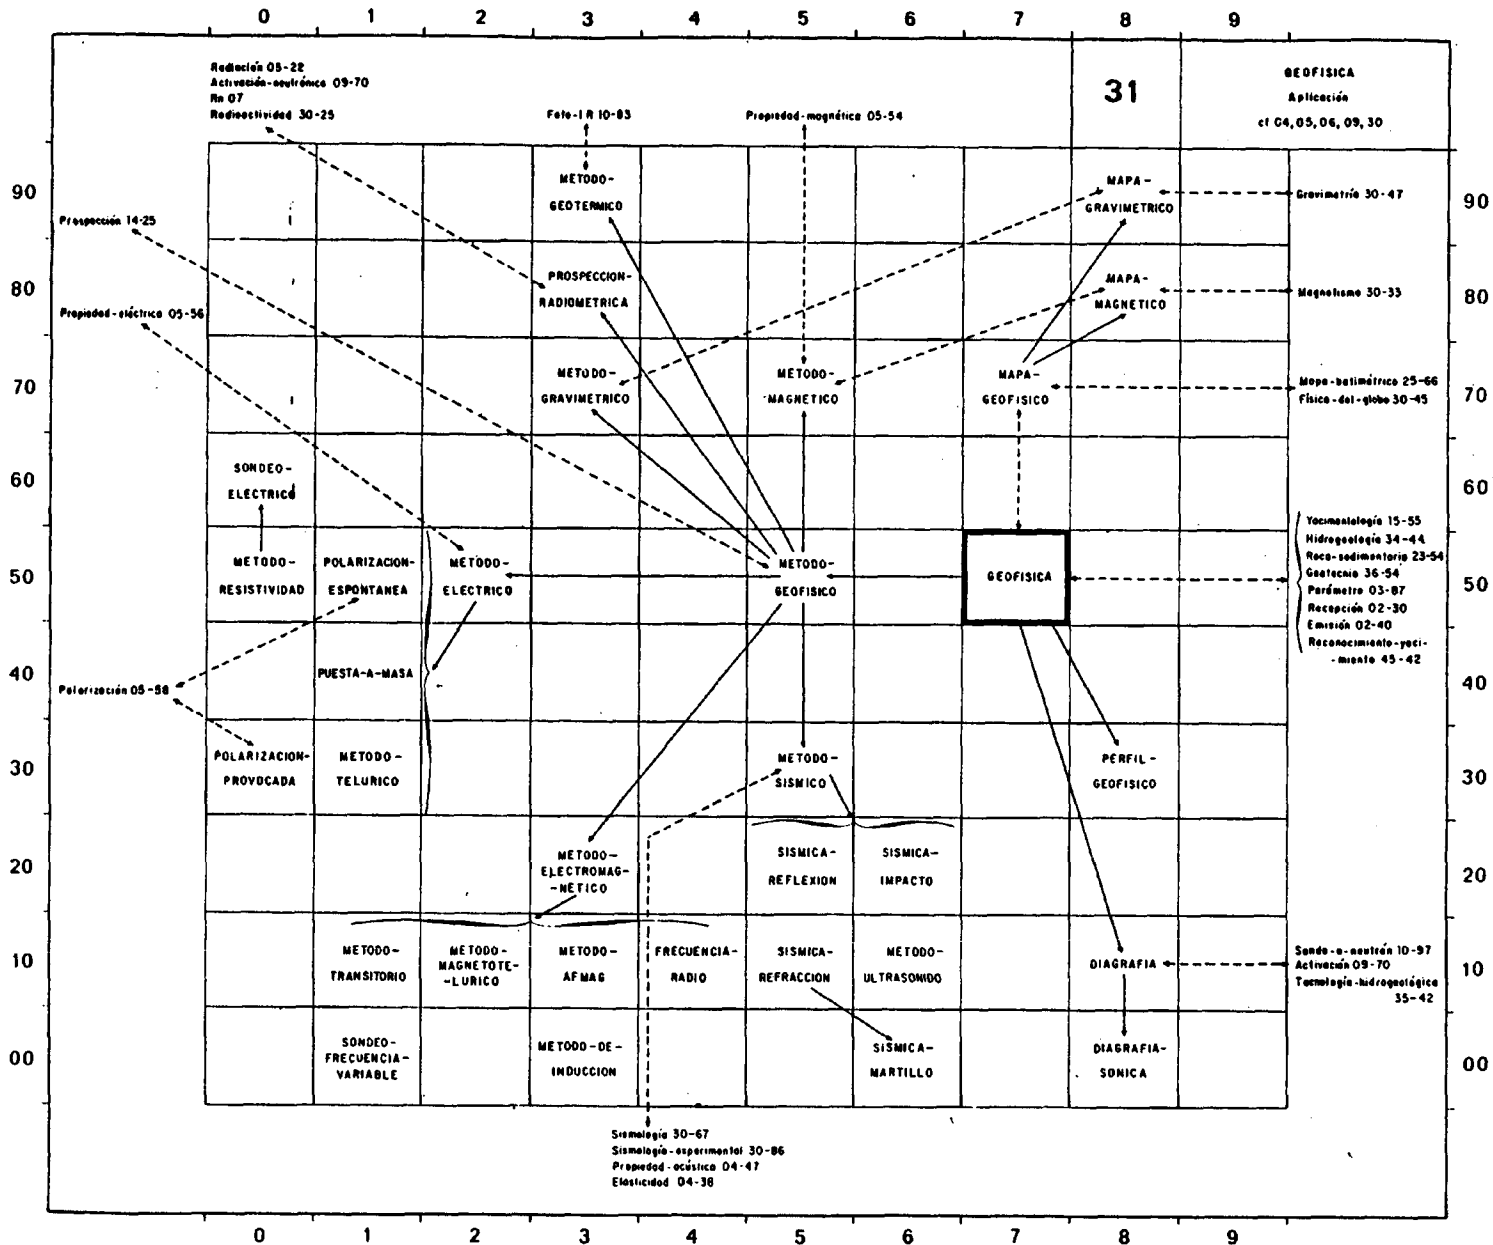 0 1 2 3 4 5 6 7 8 9
Radiación 05-22
Activación-neutrónica 09-70
Rn 07
Radioactividad 30-25
Foto-IR 10-83
Propiedad-magnética 05-54
31
GEOFISICA
Aplicación
cf 04, 05, 06, 09, 30
90
METODO-
GEOTERMICO
MAPA-
GRAVIMETRICO
Gravimetría 30-47
90
Prospección 14-25
80
PROSPECCION-
RADIOMETRICA
MAPA-
MAGNETICO
Magnetismo 30-33
80
Propiedad-eléctrica 05-56
70
METODO-
GRAVIMETRICO
METODO-
MAGNETICO
MAPA-
GEOFISICO
Mapa-batimétrico 25-66
Física-del-globo 30-45
70
60
SONDEO-
ELECTRICO
60
50
METODO-
RESISTIVIDAD
POLARIZACION-
ESPONTANEA
METODO-
ELECTRICO
METODO-
GEOFISICO
GEOFISICA
Yacimentología 15-55
Hidrogeología 34-44
Roca-sedimentaria 23-54
Geotecnia 36-54
Parámetro 03-87
Recepción 02-30
Emisión 02-40
Reconocimiento-yaci-
-miento 45-42
50
40
PUESTA-A-MASA
40
Polarización 05-58
30
POLARIZACION-
PROVOCADA
METODO-
TELURICO
METODO-
SISMICO
PERFIL-
GEOFISICO
30
20
METODO-
ELECTROMAG-
-NETICO
SISMICA-
REFLEXION
SISMICA-
IMPACTO
20
10
METODO-
TRANSITORIO
METODO-
MAGNETOTE-
-LURICO
METODO-
AFMAG
FRECUENCIA-
RADIO
SISMICA-
REFRACCION
METODO-
ULTRASONIDO
DIAGRAFIA
Sonda-a-neutrón 10-97
Activación 09-70
Tecnología-hidrogeológica
35-42
10
00
SONDEO-
FRECUENCIA-
VARIABLE
METODO-DE-
INDUCCION
SISMICA-
MARTILLO
DIAGRAFIA-
SONICA
00
Sismología 30-67
Sismología-experimental 30-86
Propiedad-acústica 04-47
Elasticidad 04-38
0 1 2 3 4 5 6 7 8 9